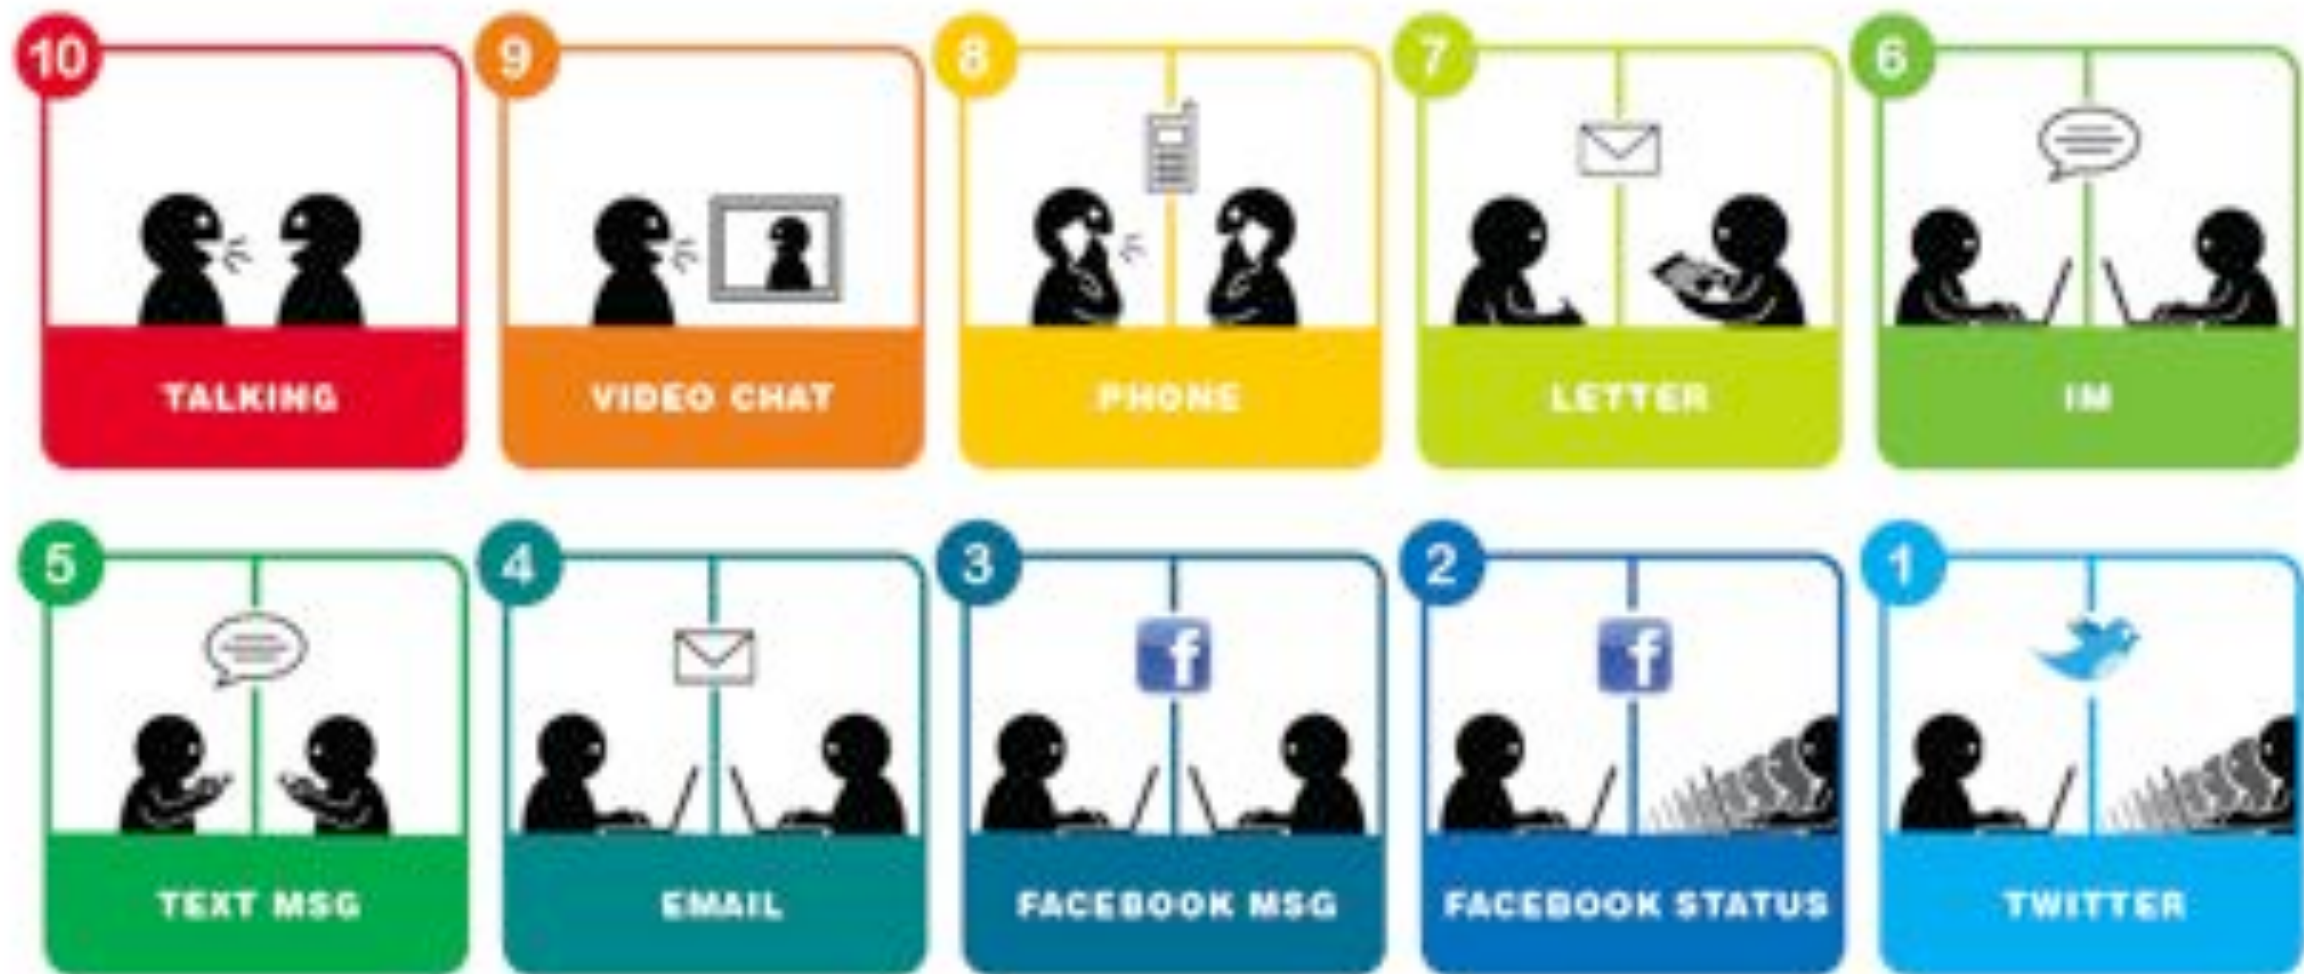 10
TALKING
9
VIDEO CHAT
8
PHONE
7
LETTER
6
IM
5
TEXT MSG
4
EMAIL
3
f
FACEBOOK MSG
2
f
FACEBOOK STATUS
1
TWITTER